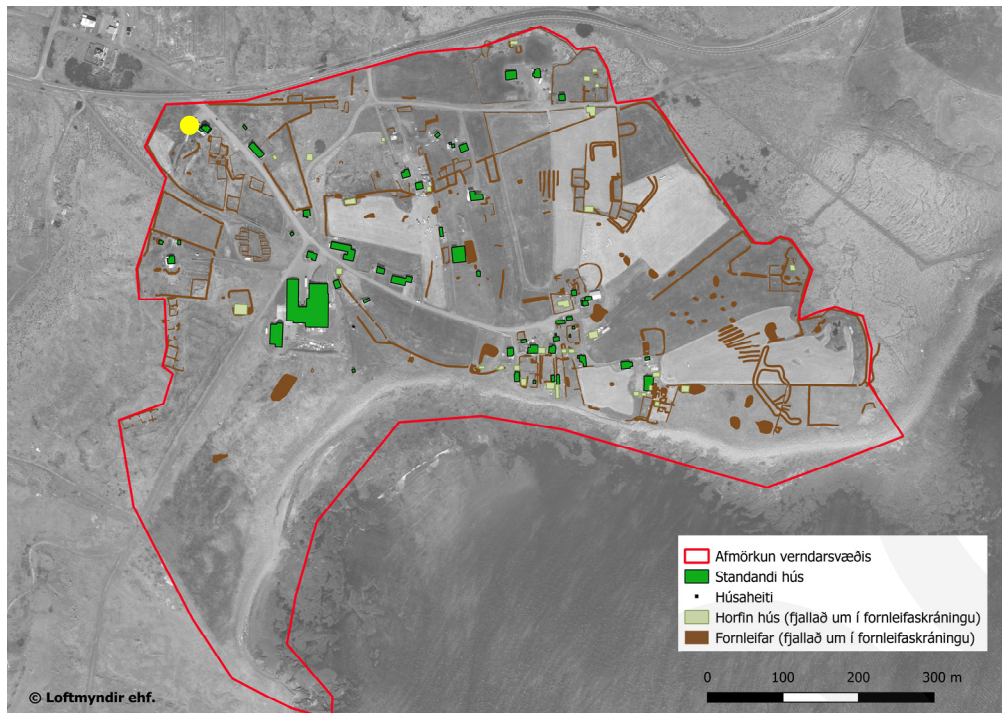 Afmörkun verndarsvæðis
Standandi hús
Húsaheiti
Horfin hús (fjallað um í fornleifaskráningu)
Fornleifar (fjallað um í fornleifaskráningu)
0 100 200 300 m
© Loftmyndir ehf.